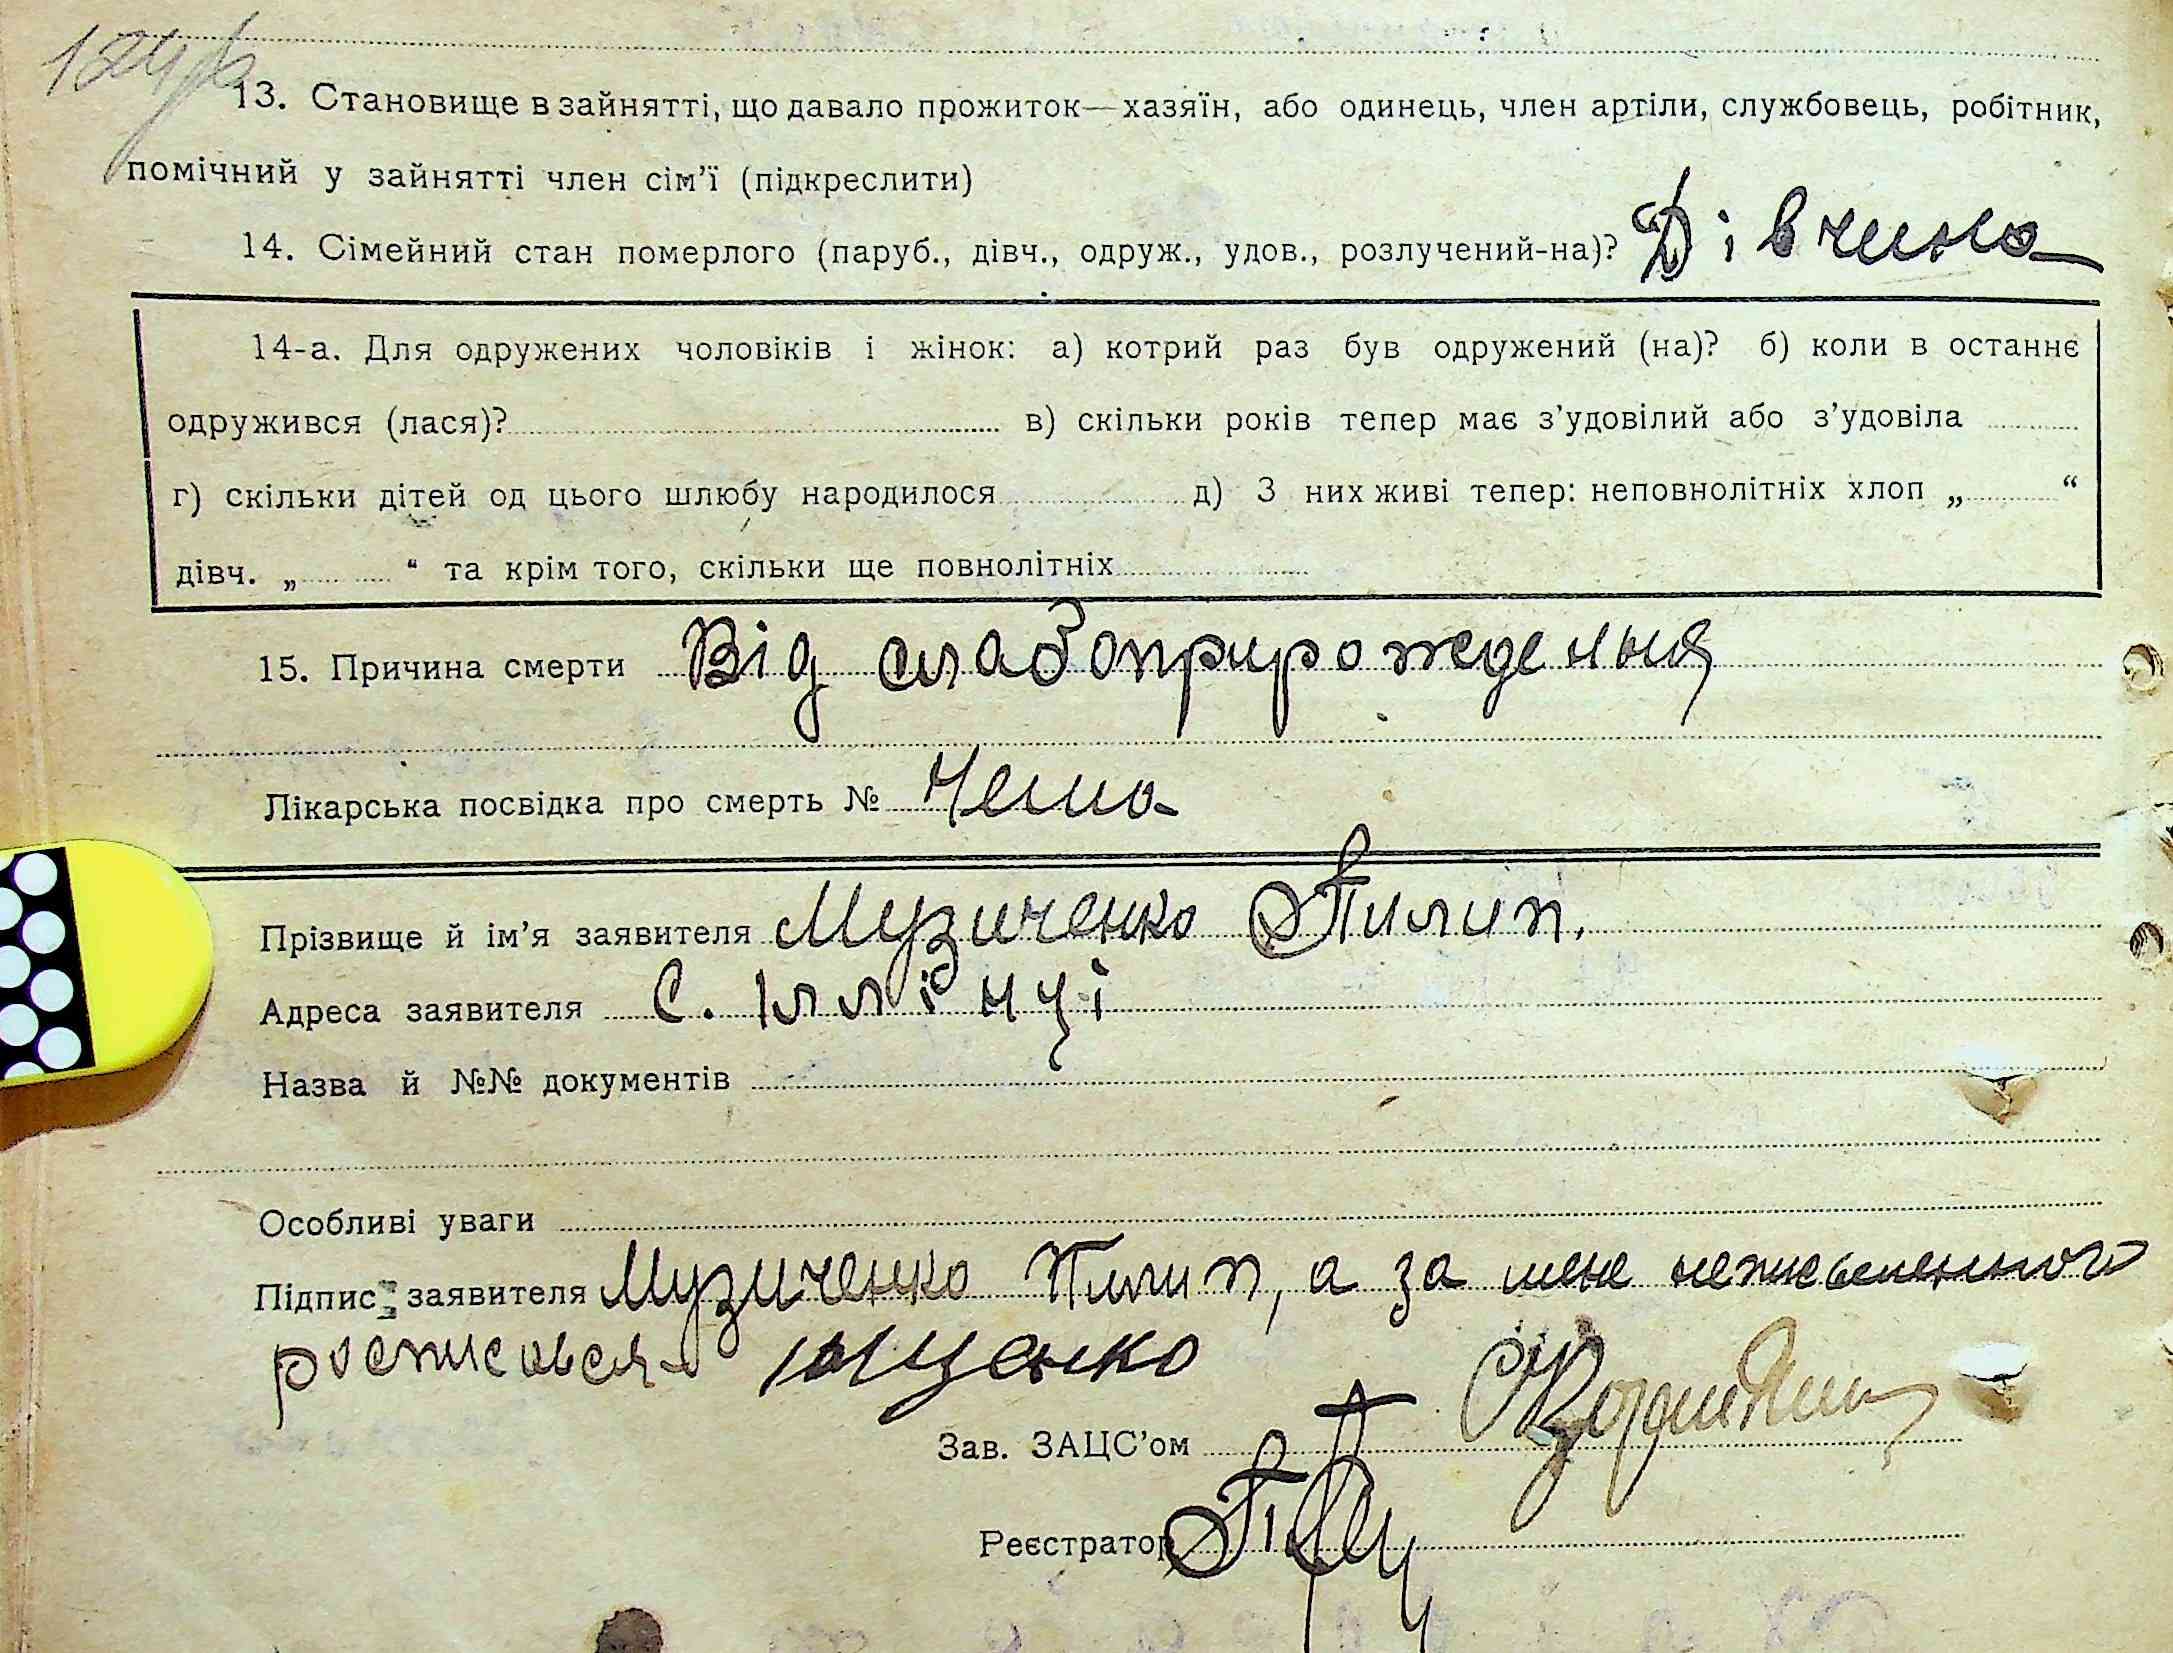 13. Становище в зайнятті, що давало прожиток—хазяїн, або одинець, член артіли, службовець, робітник,
помічний у зайнятті член сім'ї (підкреслити)
14. Сімейний стан померлого (паруб., дівч., одруж., удов., розлучений-на)? Дівчина
14-а. Для одружених чоловіків і жінок: а) котрий раз був одружений (на)? б) коли в останнє
одружився (лася)? в) скільки років тепер має з'удовілий або з'удовіла
г) скільки дітей од цього шлюбу народилося д) З них живі тепер: неповнолітніх хлоп „ “
дівч. „ “ та крім того, скільки ще повнолітніх
15. Причина смерти Від слабоприрождення
Лікарська посвідка про смерть № Нема
Прізвище й ім'я заявителя Музиченко Пилип.
Адреса заявителя С. Іллінці
Назва й №№ документів
Особливі уваги
Підпис заявителя Музиченко Пилип, а за мене неписьменного
росписався Ющенко
Зав. ЗАЦС'ом
Реєстратор